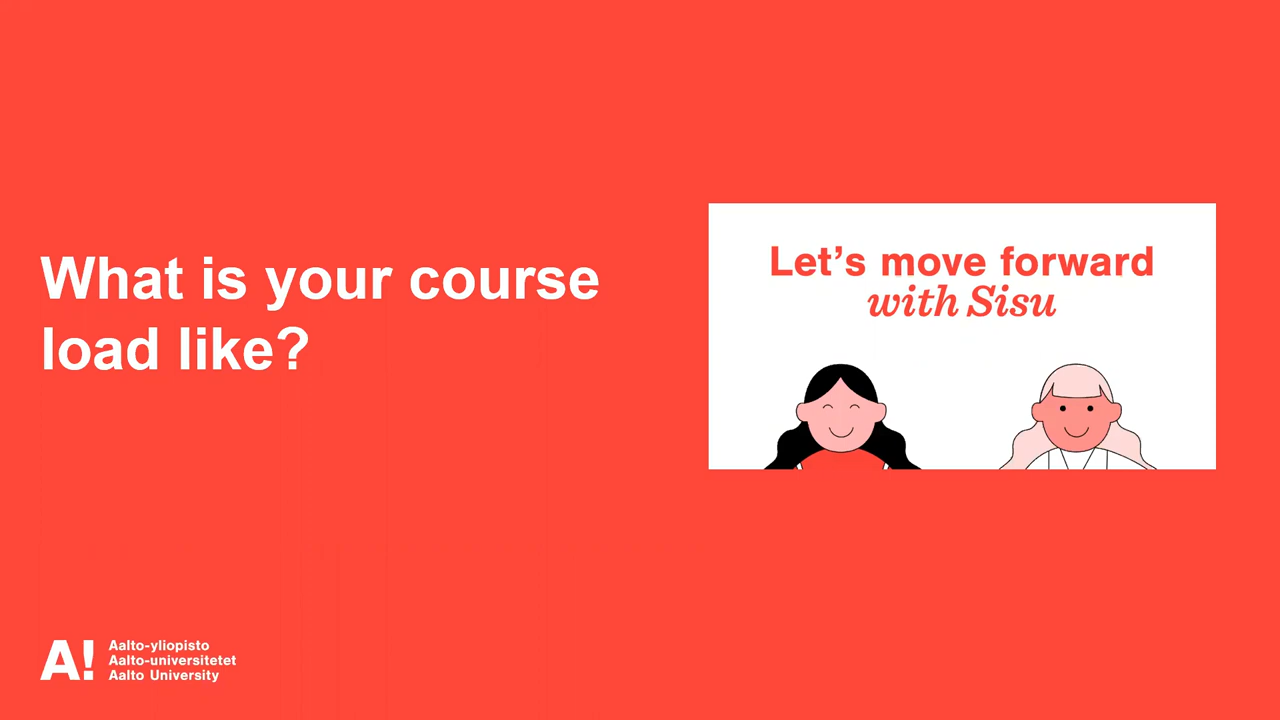 What is your course
load like?
Let's move forward
with Sisu
A!
Aalto-yliopisto
Aalto-universitetet
Aalto University